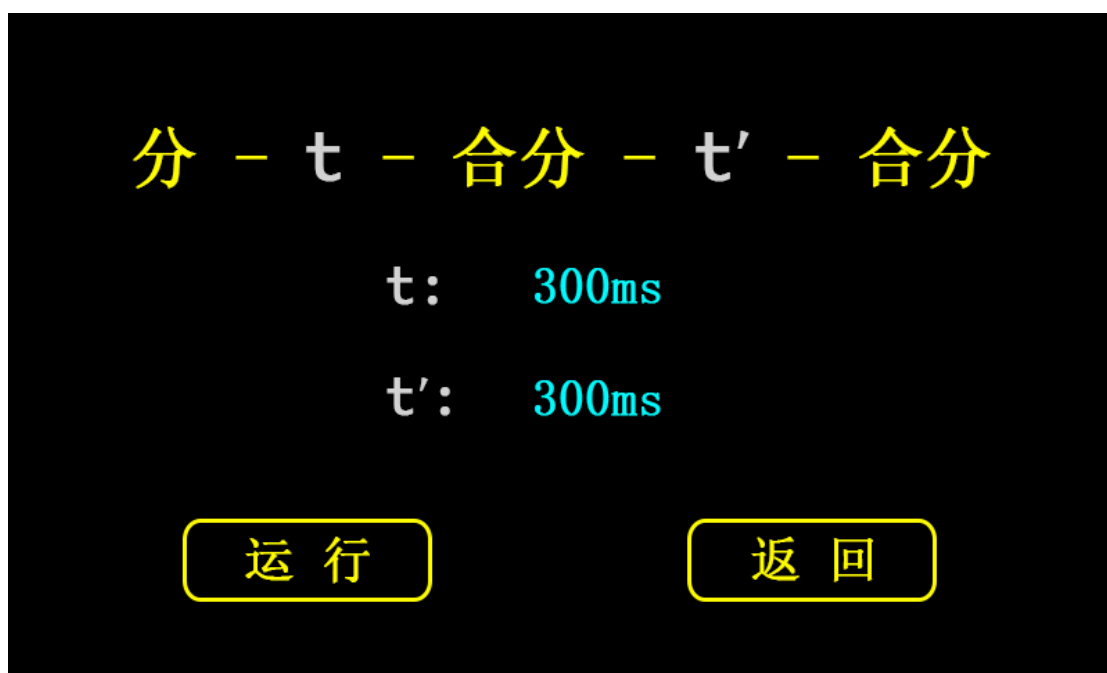 分 - t - 合分 - t′ - 合分
t: 300ms
t′: 300ms
运 行 返 回